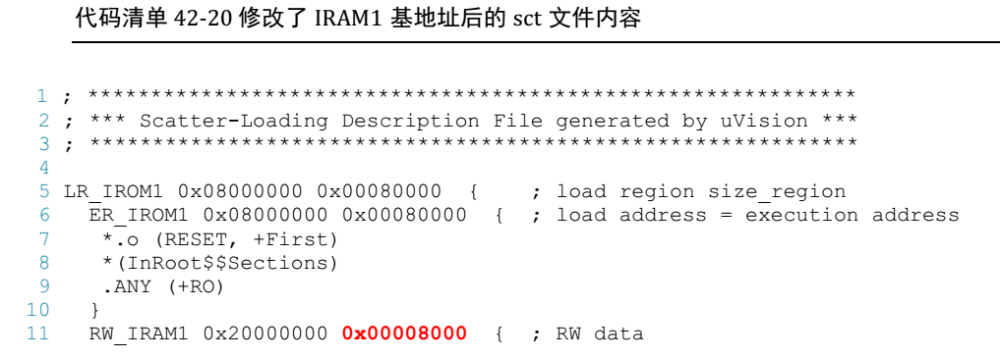 代码清单 42-20 修改了 IRAM1 基地址后的 sct 文件内容
1 ; *************************************************************
2 ; *** Scatter-Loading Description File generated by uVision ***
3 ; *************************************************************
4
5 LR_IROM1 0x08000000 0x00080000  {    ; load region size_region
6   ER_IROM1 0x08000000 0x00080000  {  ; load address = execution address
7    *.o (RESET, +First)
8    *(InRoot$$Sections)
9    .ANY (+RO)
10   }
11   RW_IRAM1 0x20000000 0x00008000  {  ; RW data